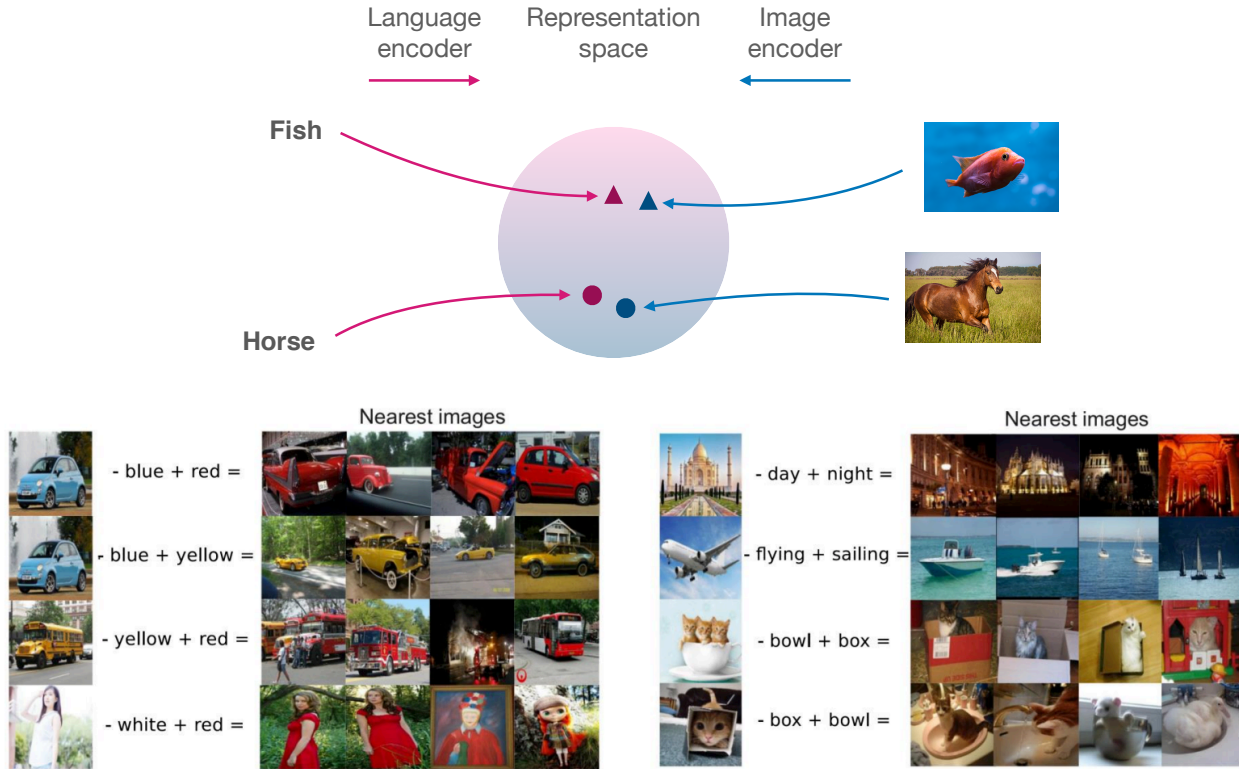 Language
encoder
Representation
space
Image
encoder
Fish
Horse
Nearest images
- blue + red =
- blue + yellow =
- yellow + red =
- white + red =
Nearest images
- day + night =
- flying + sailing =
- bowl + box =
- box + bowl =